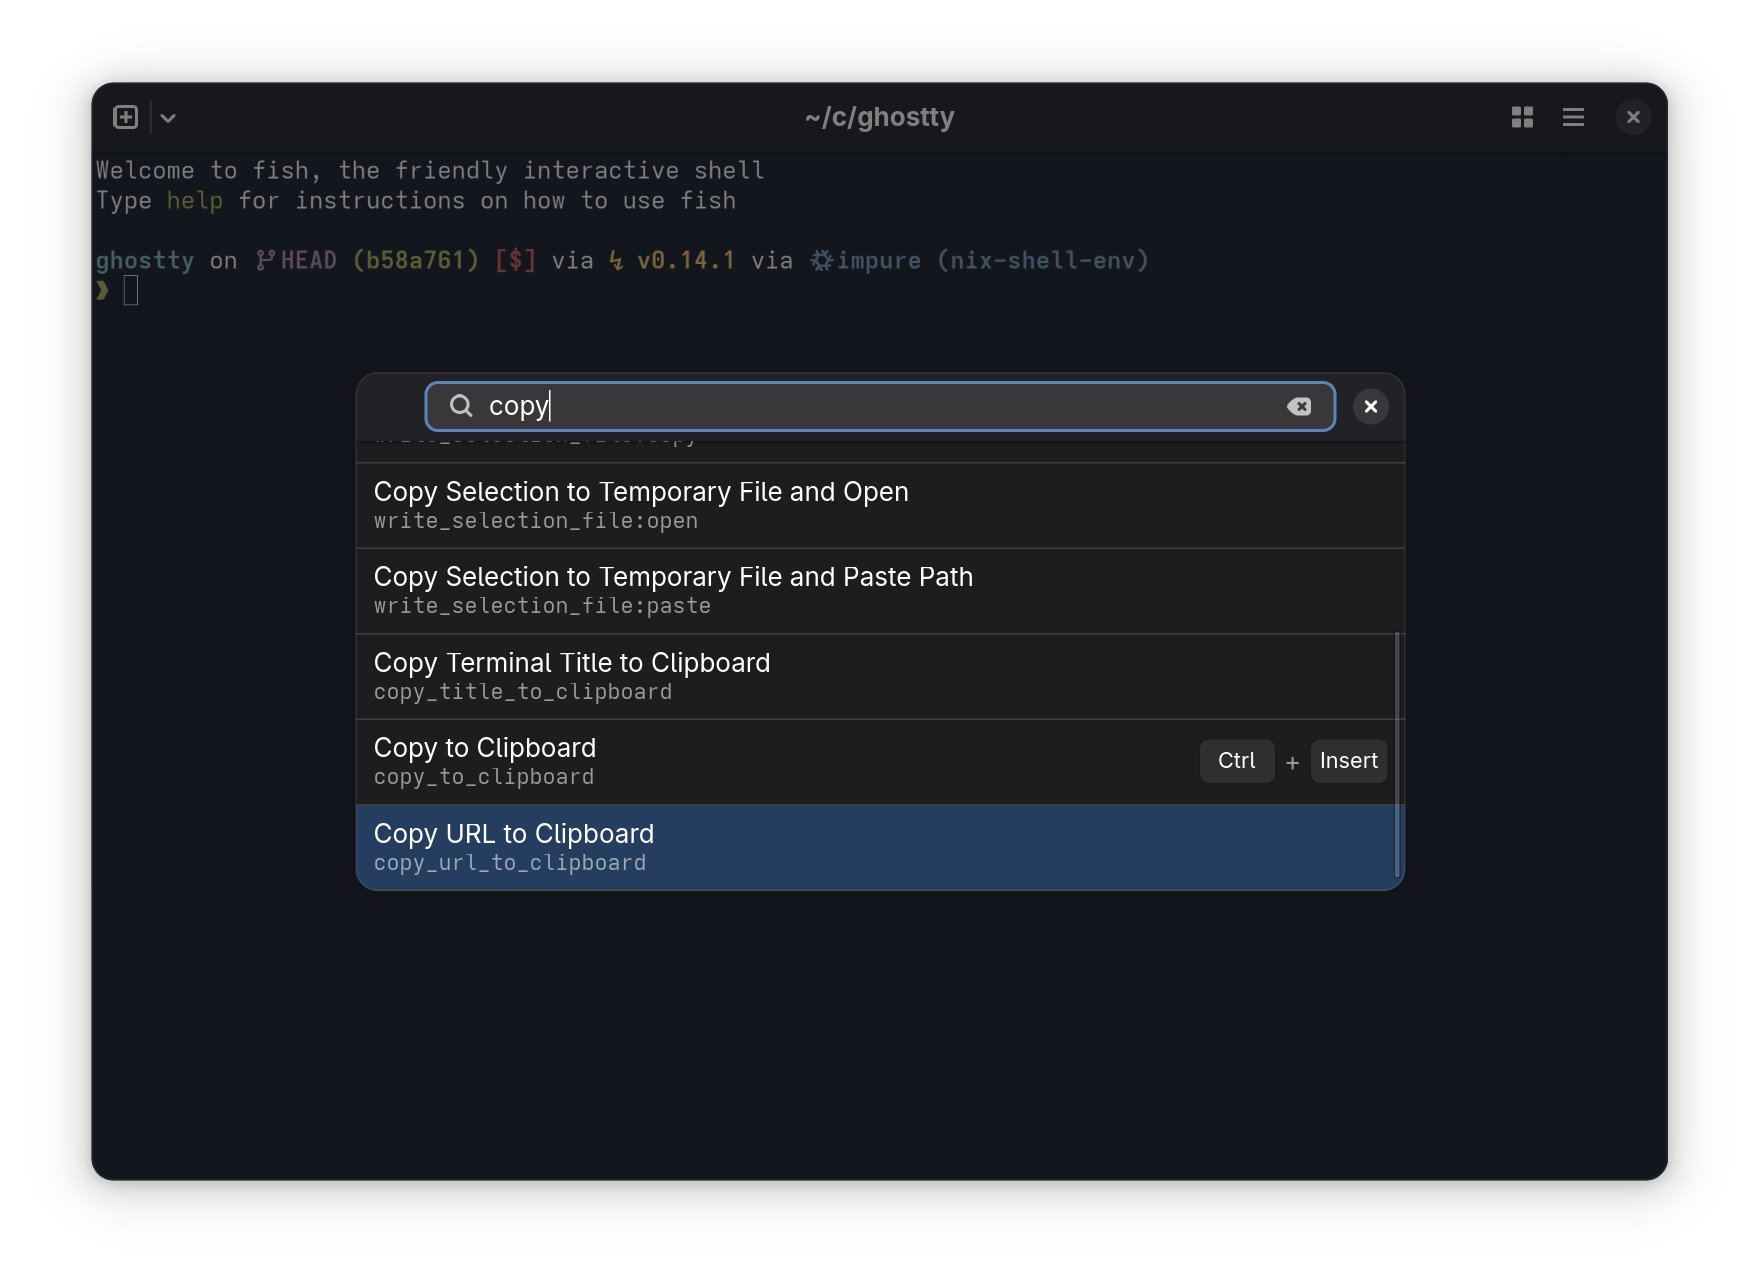 ~/c/ghostty
Welcome to fish, the friendly interactive shell
Type help for instructions on how to use fish
ghostty on HEAD (b58a761) [$] via v0.14.1 via impure (nix-shell-env)
❯
copy
Copy Selection to Temporary File and Open
write_selection_file:open
Copy Selection to Temporary File and Paste Path
write_selection_file:paste
Copy Terminal Title to Clipboard
copy_title_to_clipboard
Copy to Clipboard
copy_to_clipboard
Ctrl + Insert
Copy URL to Clipboard
copy_url_to_clipboard